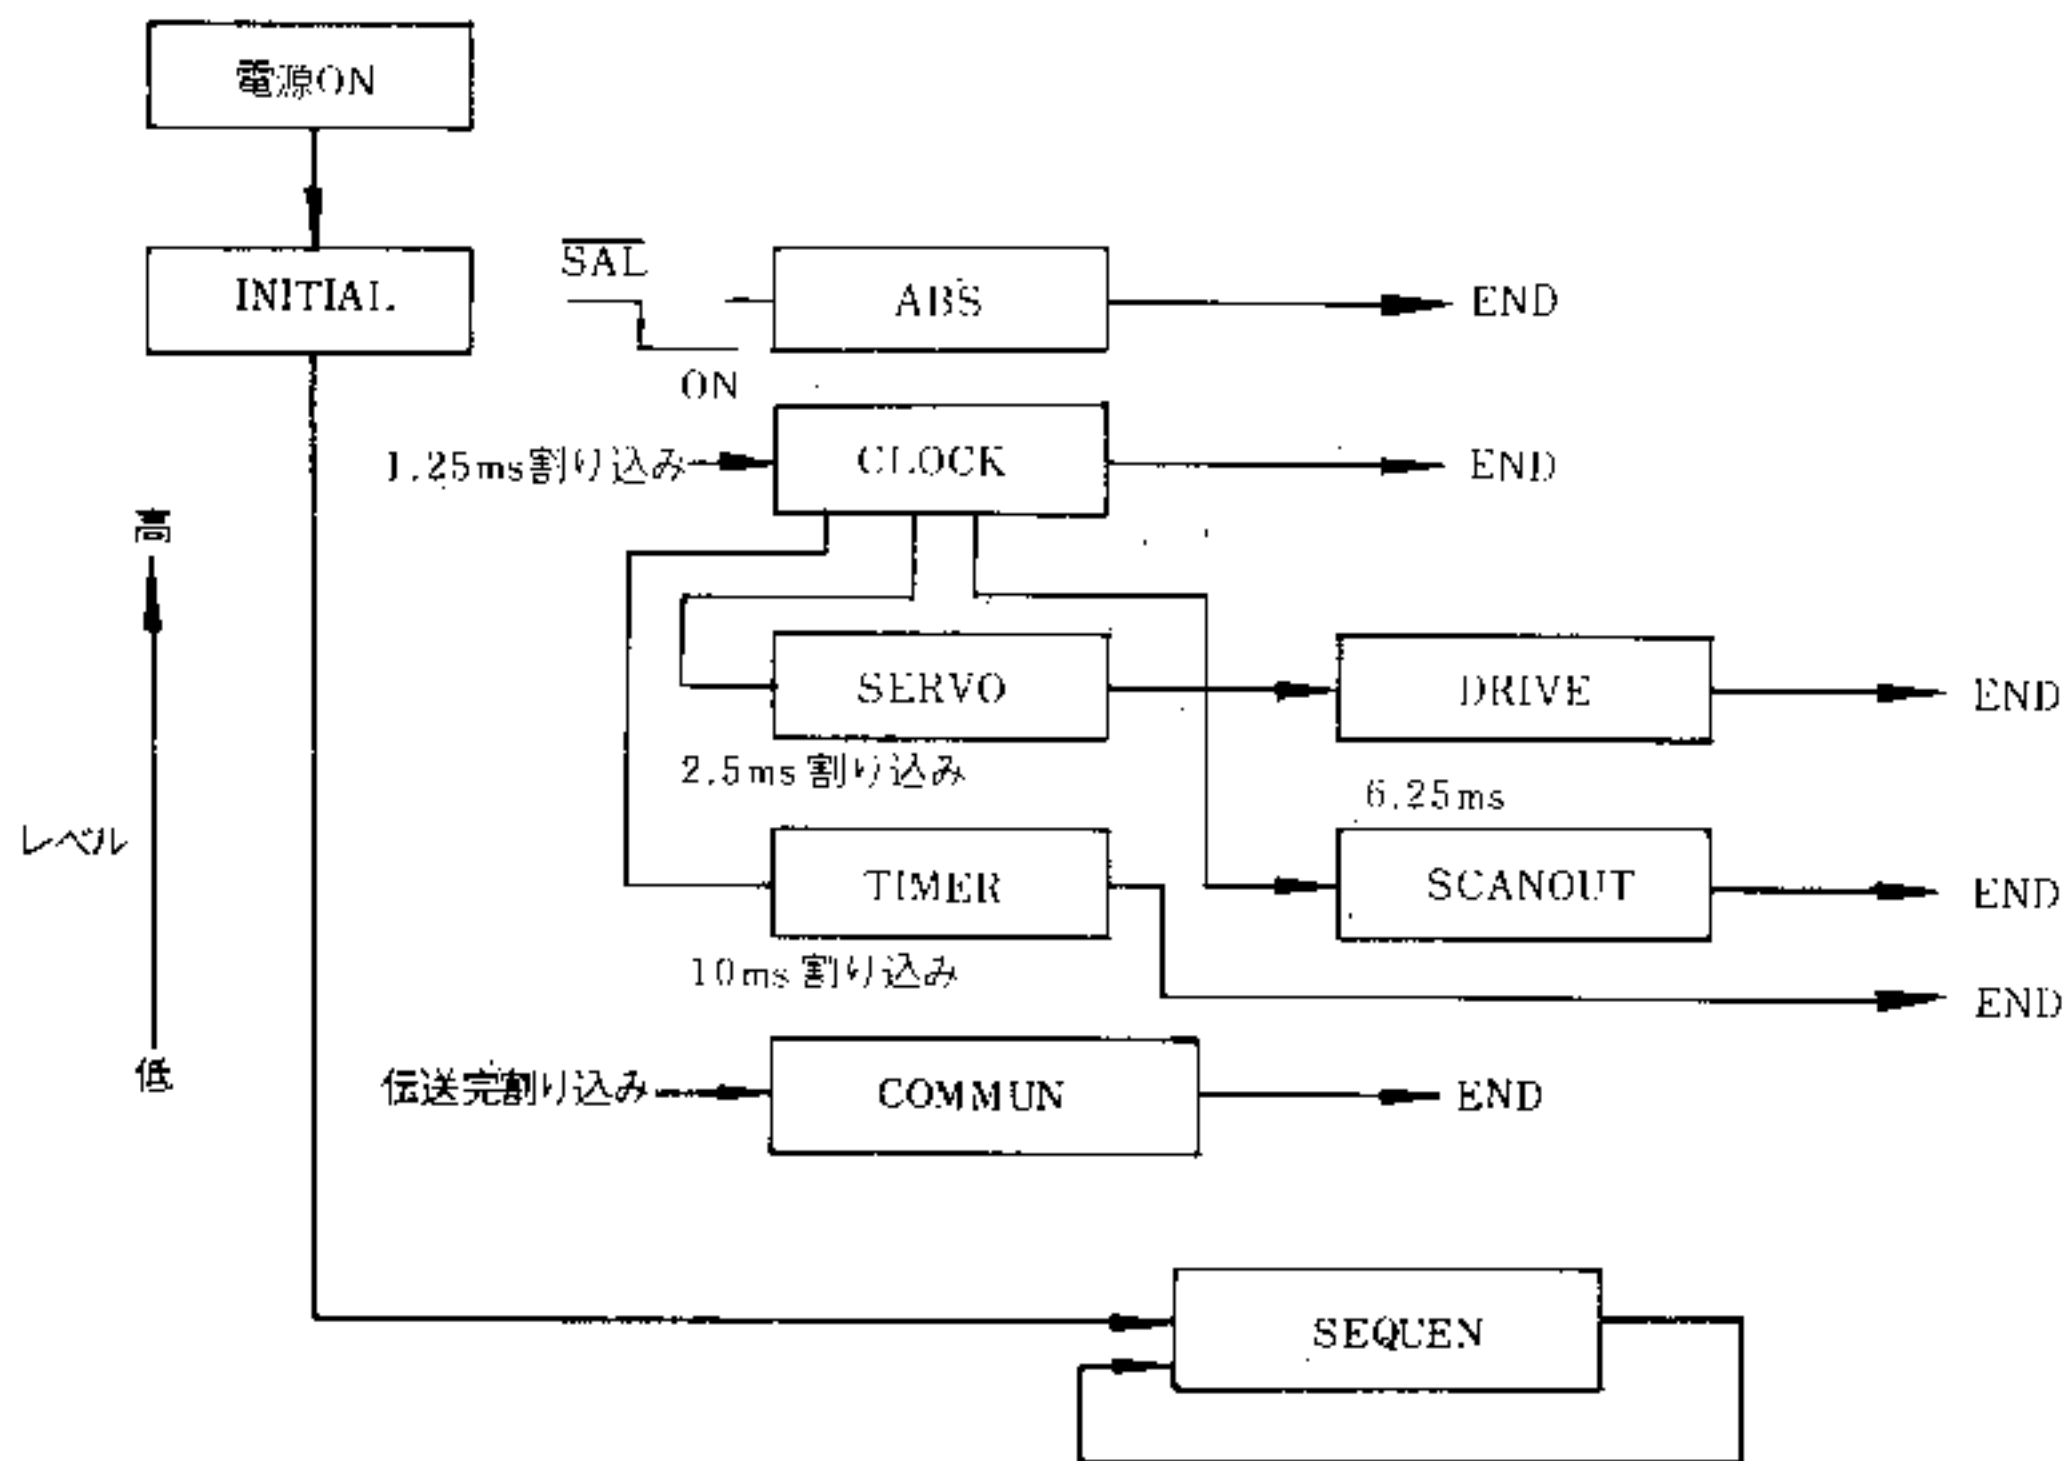 電源ON
INITIAL
SAL
ON
ABS
END
1.25ms割り込み
CLOCK
END
高
レベル
低
SERVO
2.5ms割り込み
DRIVE
END
6.25ms
TIMER
10ms割り込み
SCANOUT
END
END
伝送完割り込み
COMMUN
END
SEQUEN